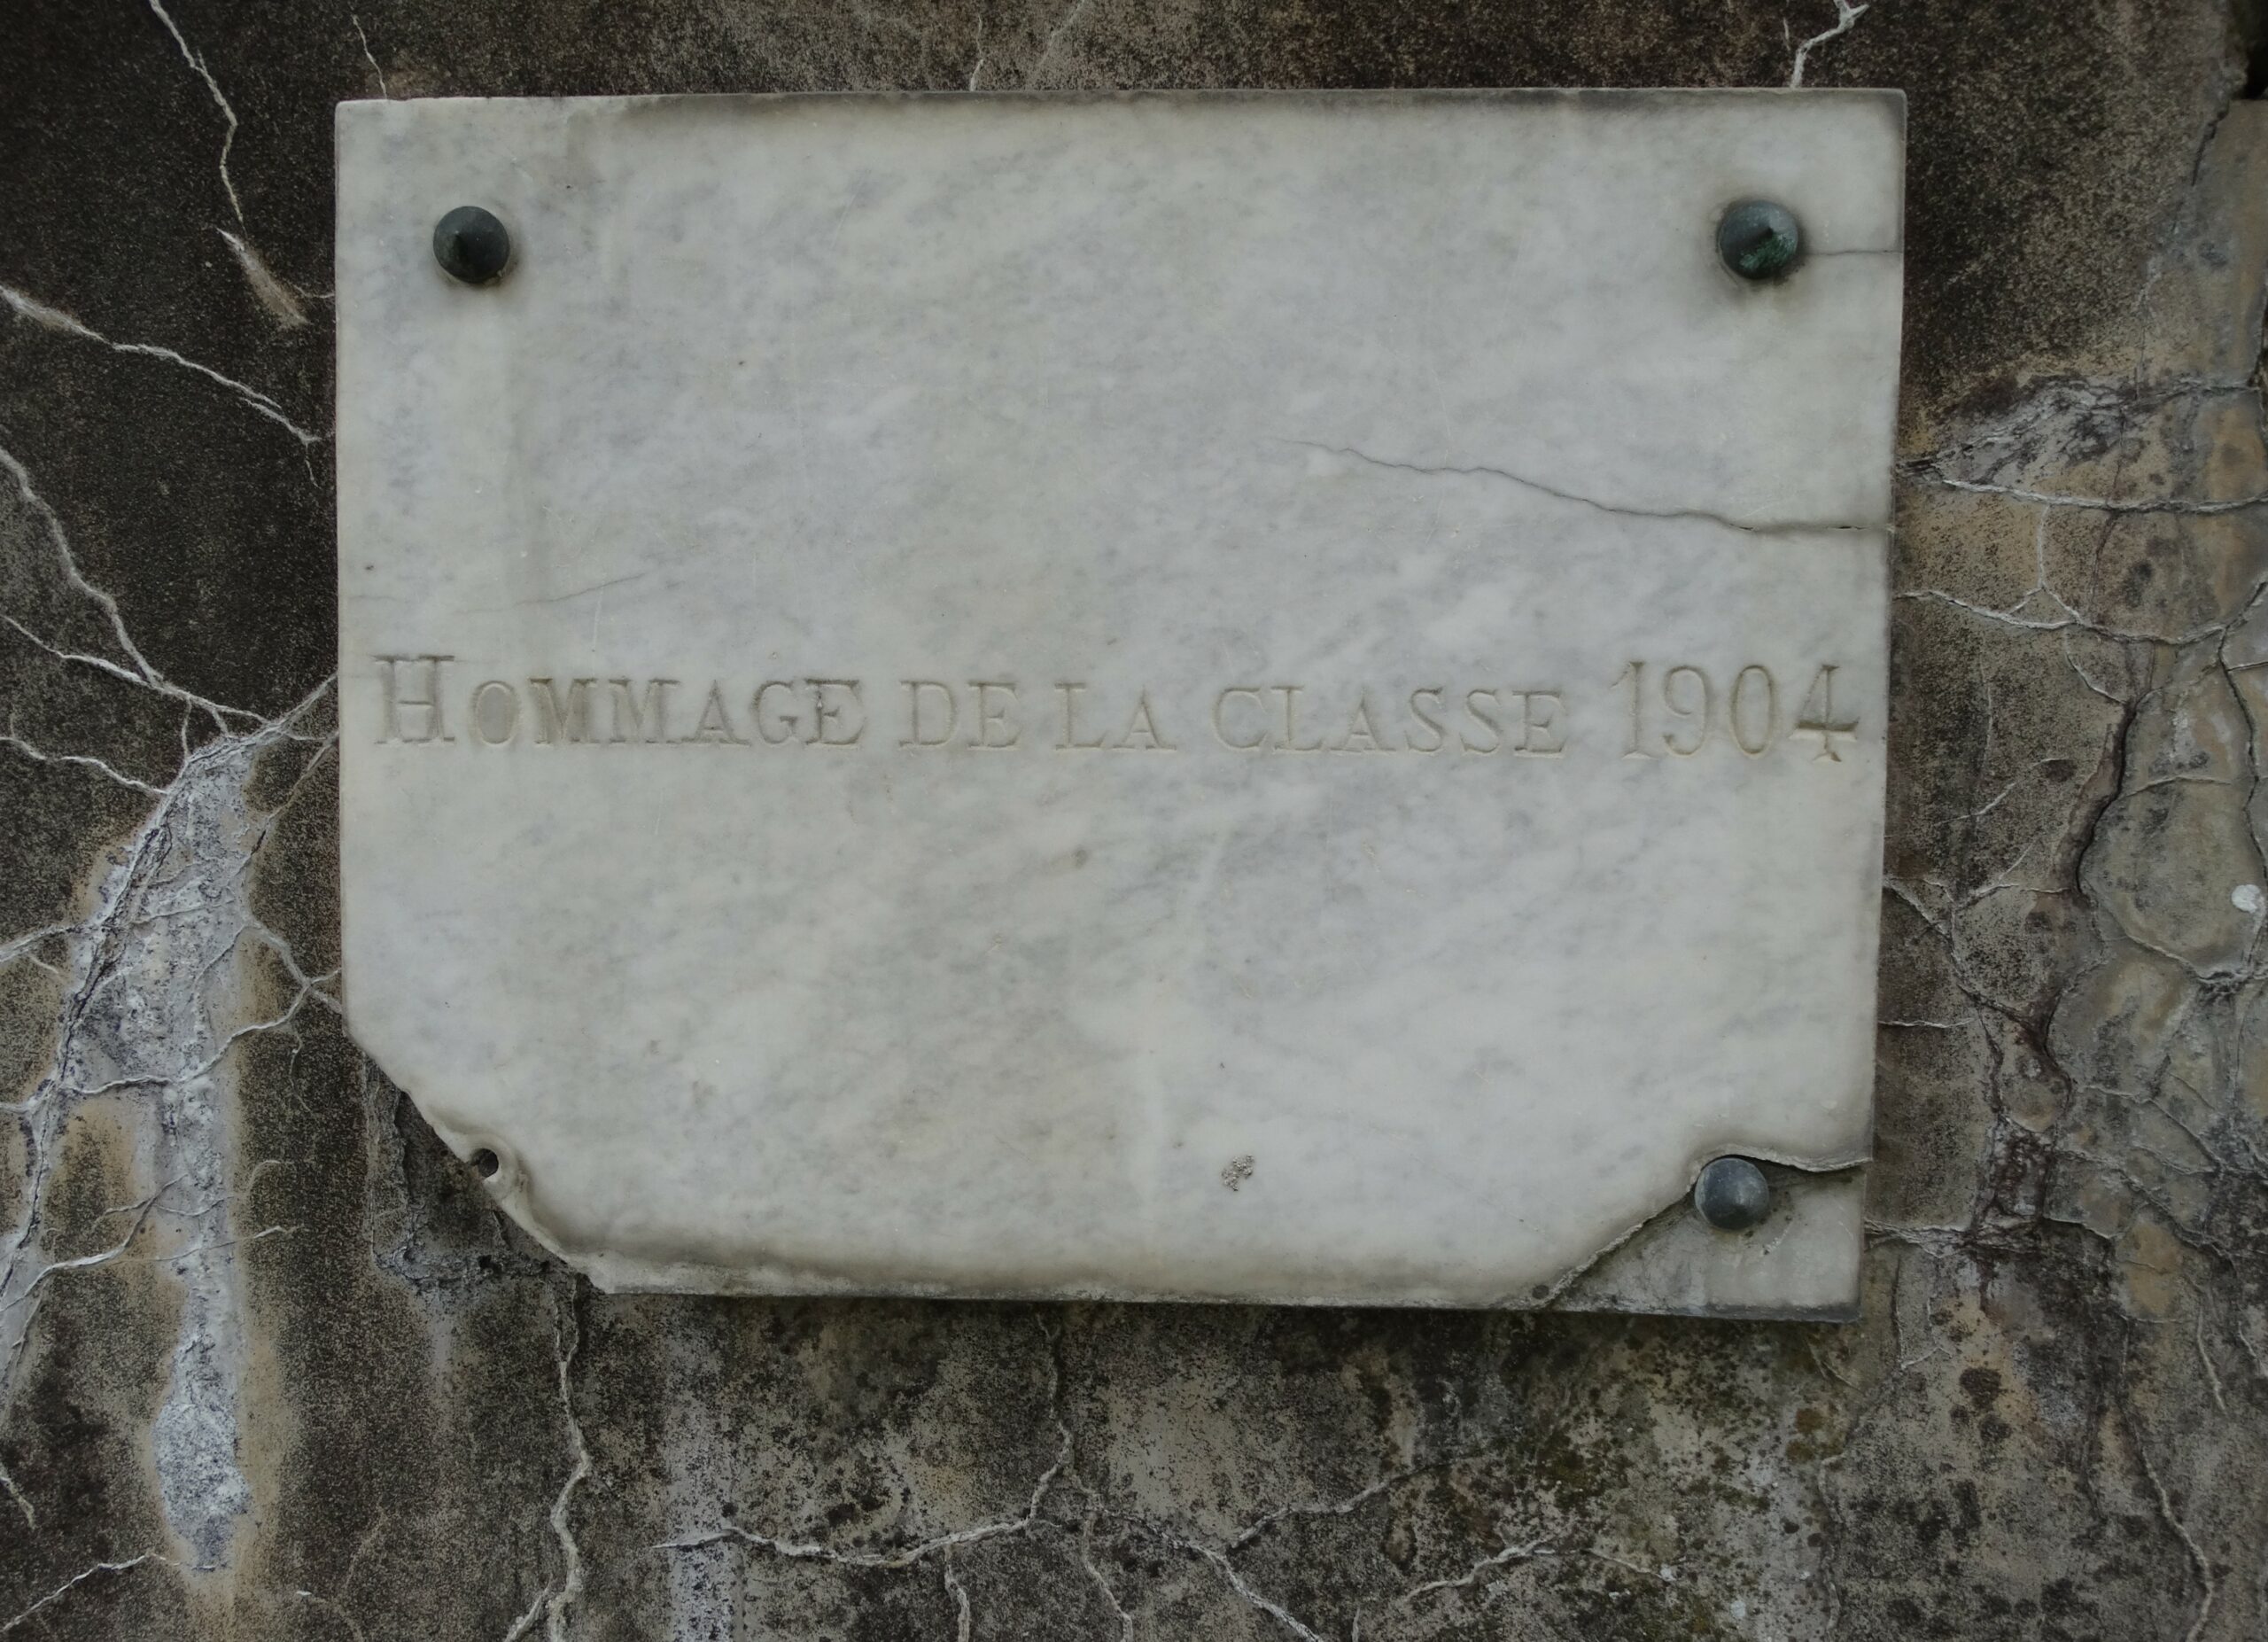 HOMMAGE DE LA CLASSE 1904